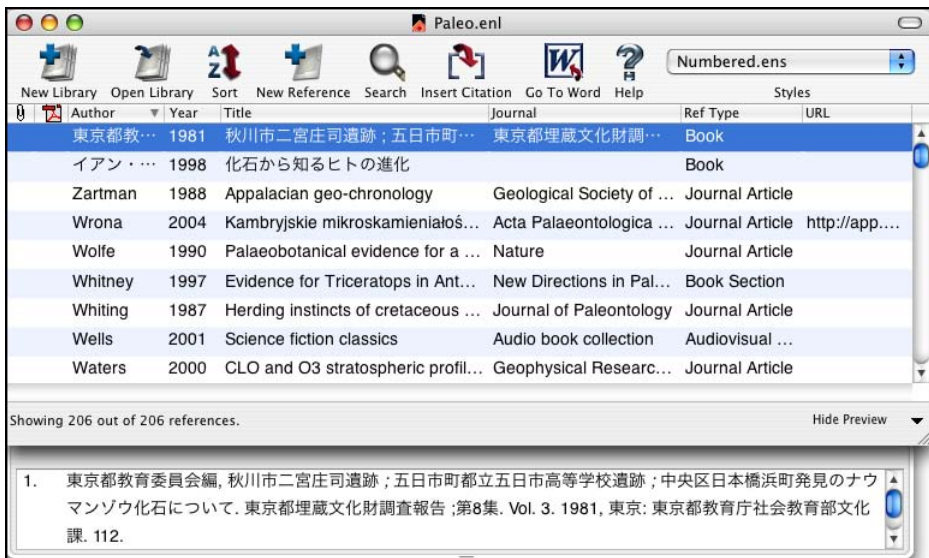 Paleo.enl
New Library Open Library Sort New Reference Search Insert Citation Go To Word Help Numbered.ens Styles
Author Year Title Journal Ref Type URL
東京都教… 1981 秋川市二宮庄司遺跡 ; 五日市町… 東京都埋蔵文化財調… Book
イアン・… 1998 化石から知るヒトの進化 Book
Zartman 1988 Appalacian geo-chronology Geological Society of ... Journal Article
Wrona 2004 Kambryjskie mikroskamieniałoś... Acta Palaeontologica ... Journal Article http://app....
Wolfe 1990 Palaeobotanical evidence for a ... Nature Journal Article
Whitney 1997 Evidence for Triceratops in Ant... New Directions in Pal... Book Section
Whiting 1987 Herding instincts of cretaceous ... Journal of Paleontology Journal Article
Wells 2001 Science fiction classics Audio book collection Audiovisual ...
Waters 2000 CLO and O3 stratospheric profil... Geophysical Researc... Journal Article
Showing 206 out of 206 references. Hide Preview
1. 東京都教育委員会編, 秋川市二宮庄司遺跡 ; 五日市町都立五日市高等学校遺跡 ; 中央区日本橋浜町発見のナウ
マンゾウ化石について. 東京都埋蔵文化財調査報告 ;第8集. Vol. 3. 1981, 東京: 東京都教育庁社会教育部文化
課. 112.